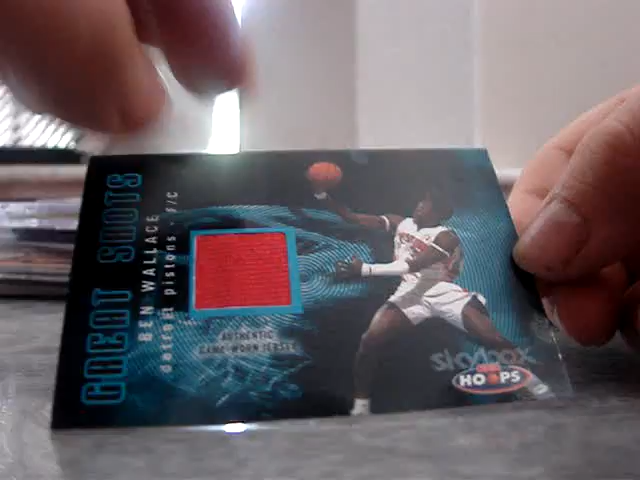 GREAT SHOTS
BEN WALLACE
detroit pistons - F/C
AUTHENTIC
GAME-WORN JERSEY
skybox
HOOPS